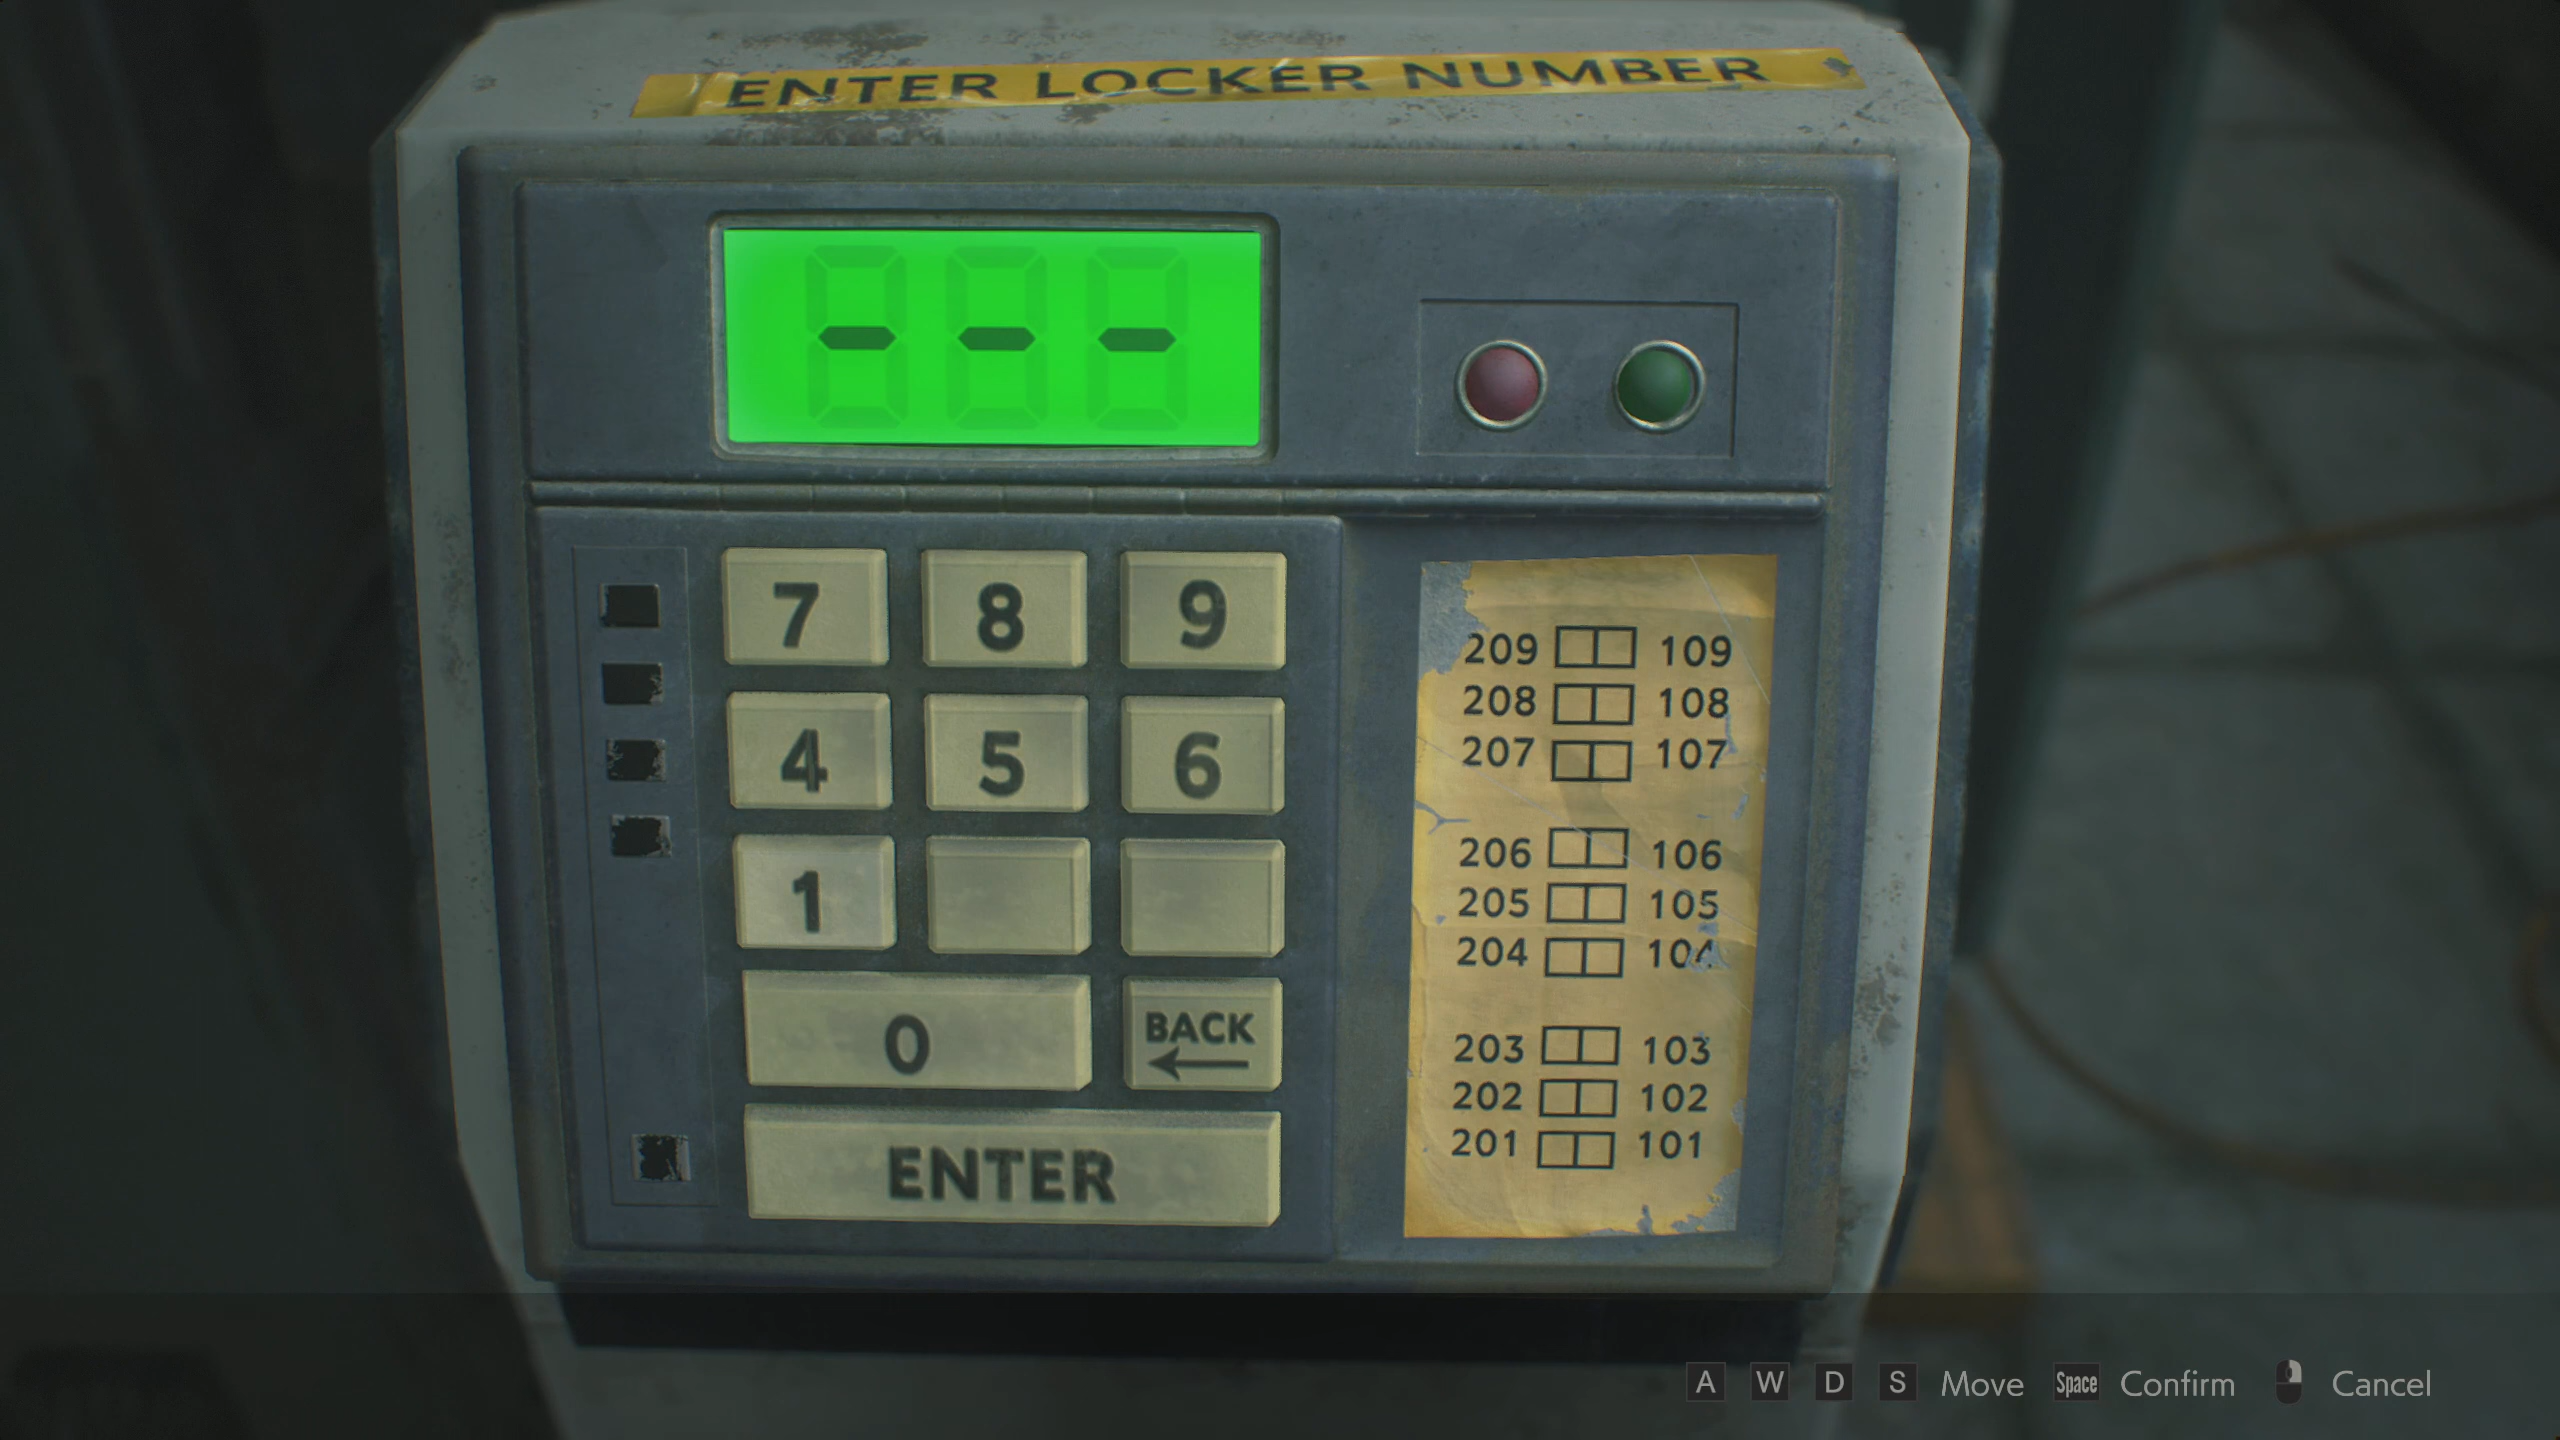 ENTER LOCKER NUMBER
7 8 9
4 5 6
1
0 BACK
ENTER
209 109
208 108
207 107
206 106
205 105
204 104
203 103
202 102
201 101
A W D S Move Space Confirm Cancel